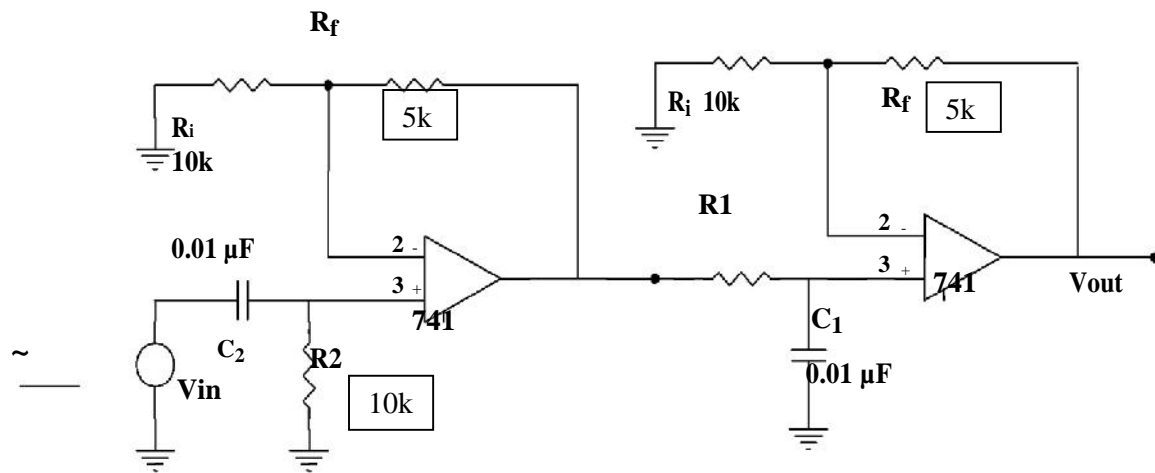 Rf
Ri
10k
5k
Ri 10k
Rf
5k
R1
0.01 µF
2 -
3 +
741
C2
R2
10k
~
Vin
2 -
3 +
741
Vout
C1
0.01 µF